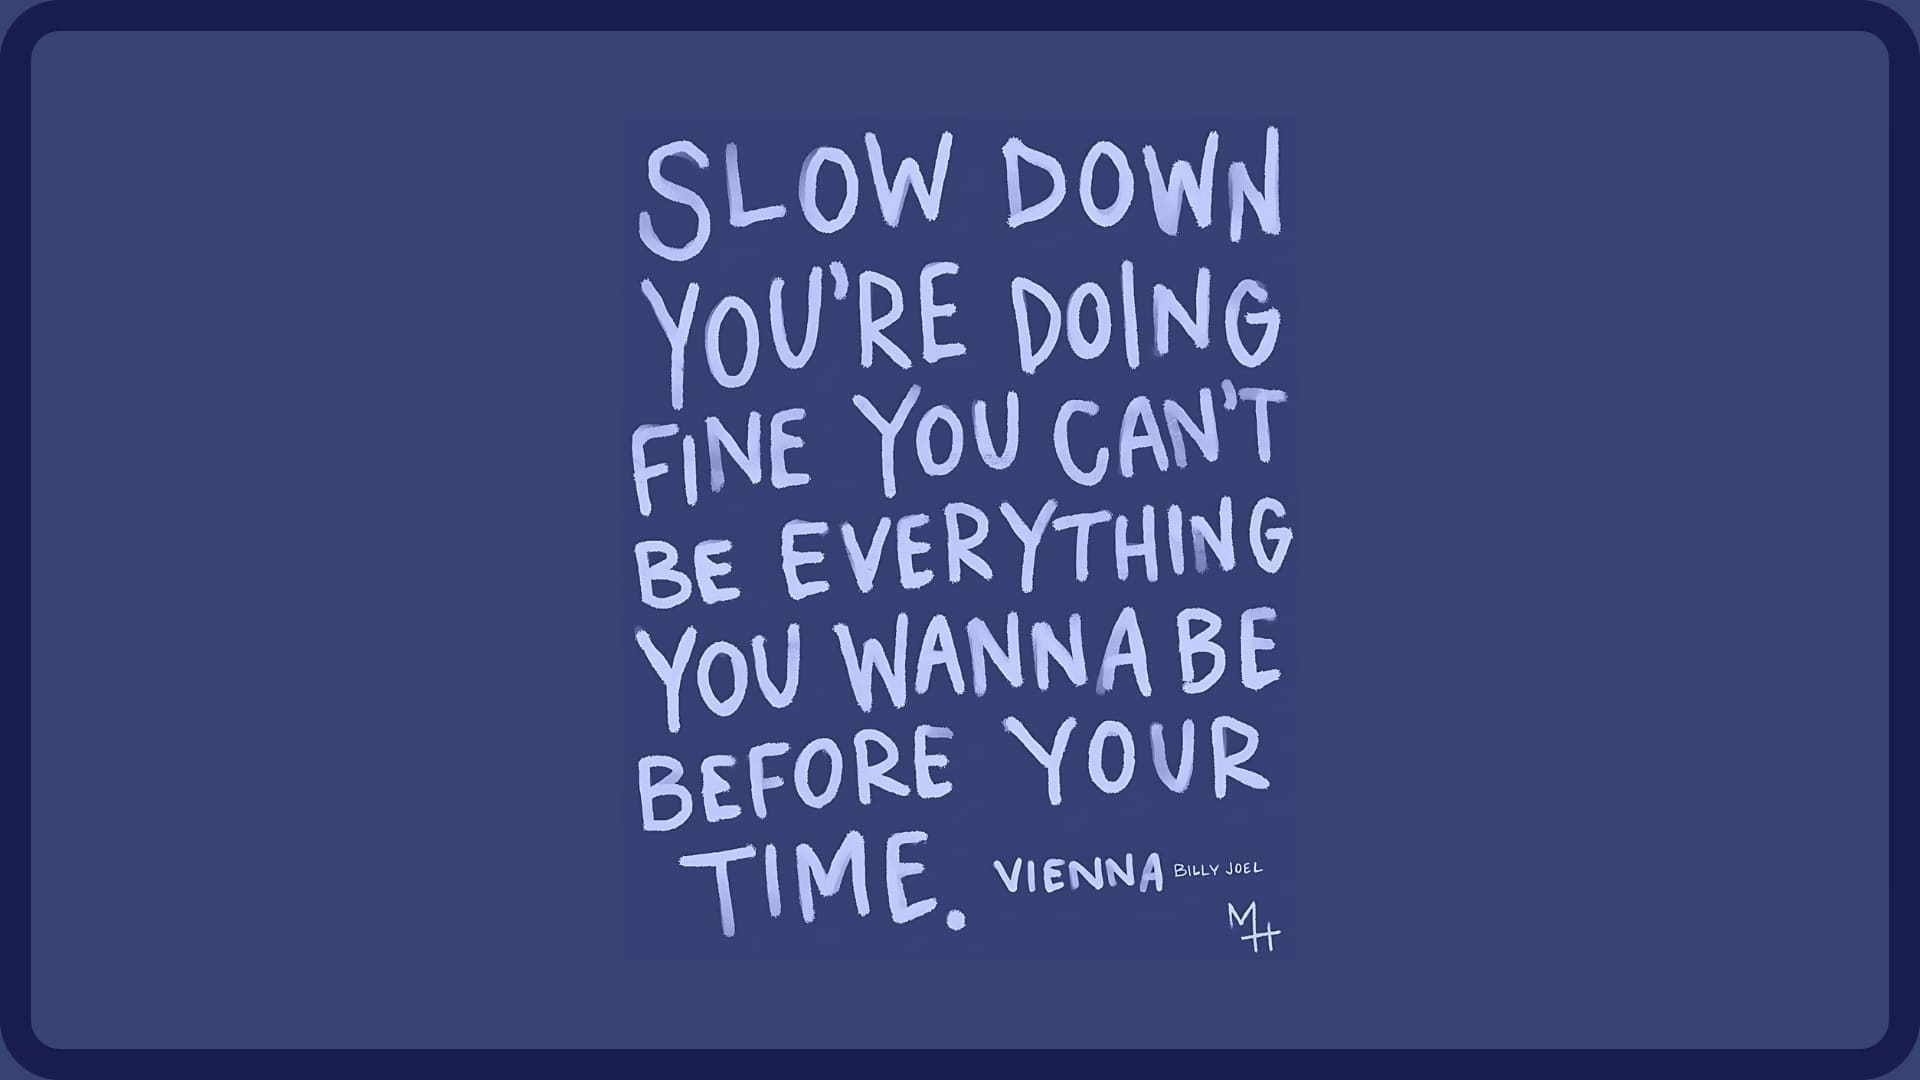 SLOW DOWN
YOU'RE DOING
FINE YOU CAN'T
BE EVERYTHING
YOU WANNA BE
BEFORE YOUR
TIME. VIENNA BILLY JOEL
MH